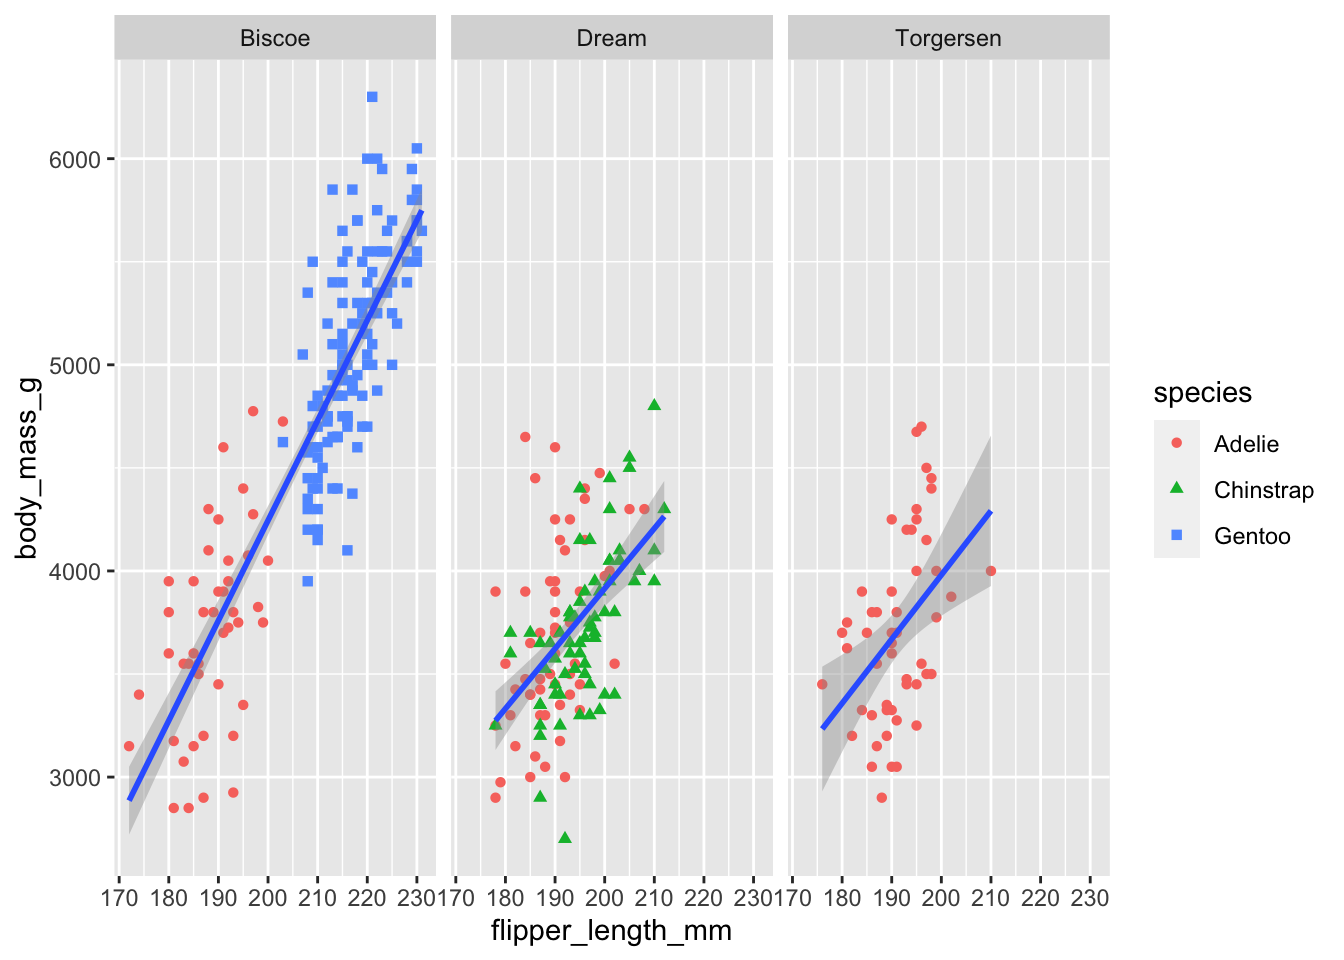 Biscoe Dream Torgersen
6000
5000
4000
3000
body_mass_g
170 180 190 200 210 220 230 170 180 190 200 210 220 230 170 180 190 200 210 220 230
flipper_length_mm
species
Adelie
Chinstrap
Gentoo